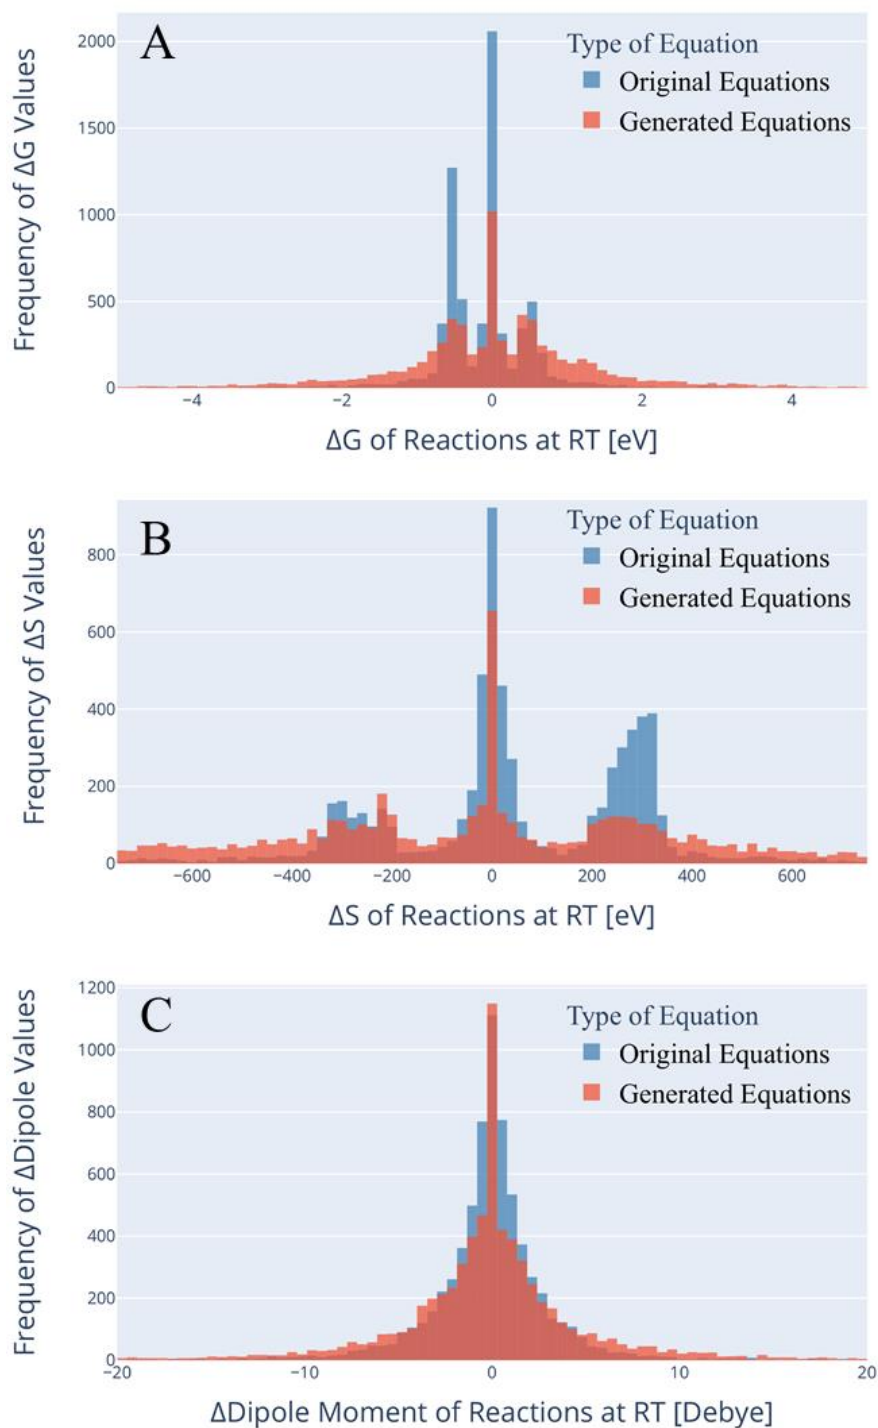 A
Type of Equation
Original Equations
Generated Equations
Frequency of ΔG Values
2000
1500
1000
500
0
−4 −2 0 2 4
ΔG of Reactions at RT [eV]
B
Type of Equation
Original Equations
Generated Equations
Frequency of ΔS Values
800
600
400
200
0
−600 −400 −200 0 200 400 600
ΔS of Reactions at RT [eV]
C
Type of Equation
Original Equations
Generated Equations
Frequency of ΔDipole Values
1200
1000
800
600
400
200
0
−20 −10 0 10 20
ΔDipole Moment of Reactions at RT [Debye]